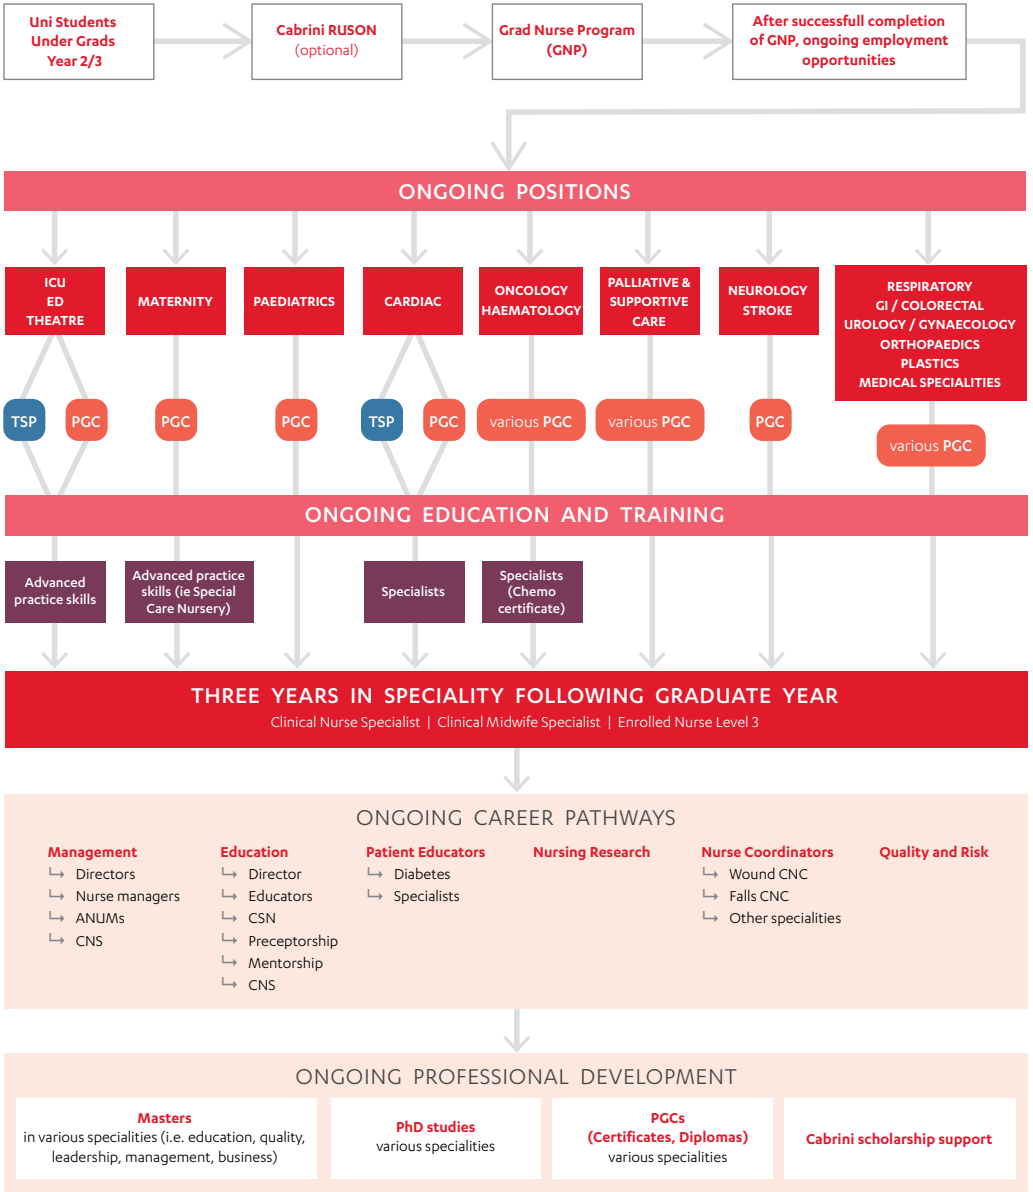 Uni Students
Under Grads
Year 2/3
Cabrini RUSON
(optional)
Grad Nurse Program
(GNP)
After successfull completion
of GNP, ongoing employment
opportunities
ONGOING POSITIONS
ICU
ED
THEATRE
MATERNITY
PAEDIATRICS
CARDIAC
ONCOLOGY
HAEMATOLOGY
PALLIATIVE &
SUPPORTIVE
CARE
NEUROLOGY
STROKE
RESPIRATORY
GI / COLORECTAL
UROLOGY / GYNAECOLOGY
ORTHOPAEDICS
PLASTICS
MEDICAL SPECIALITIES
TSP
PGC
PGC
PGC
TSP
PGC
various PGC
various PGC
PGC
various PGC
ONGOING EDUCATION AND TRAINING
Advanced
practice skills
Advanced practice
skills (ie Special
Care Nursery)
Specialists
Specialists
(Chemo
certificate)
THREE YEARS IN SPECIALITY FOLLOWING GRADUATE YEAR
Clinical Nurse Specialist | Clinical Midwife Specialist | Enrolled Nurse Level 3
ONGOING CAREER PATHWAYS
Management
Directors
Nurse managers
ANUMs
CNS
Education
Director
Educators
CSN
Preceptorship
Mentorship
CNS
Patient Educators
Diabetes
Specialists
Nursing Research
Nurse Coordinators
Wound CNC
Falls CNC
Other specialities
Quality and Risk
ONGOING PROFESSIONAL DEVELOPMENT
Masters
in various specialities (i.e. education, quality,
leadership, management, business)
PhD studies
various specialities
PGCs
(Certificates, Diplomas)
various specialities
Cabrini scholarship support